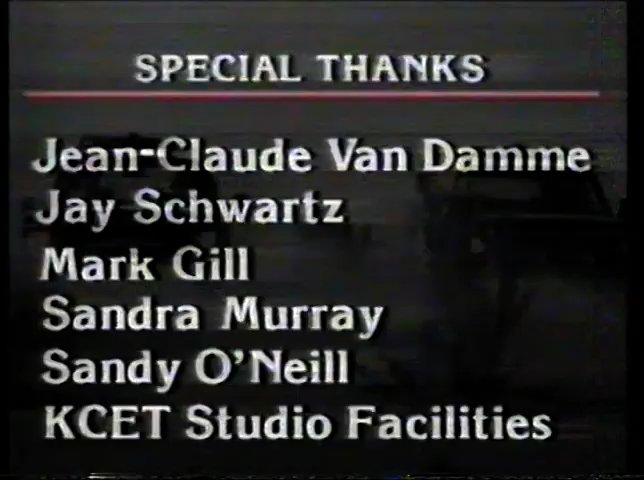 SPECIAL THANKS
Jean-Claude Van Damme
Jay Schwartz
Mark Gill
Sandra Murray
Sandy O'Neill
KCET Studio Facilities